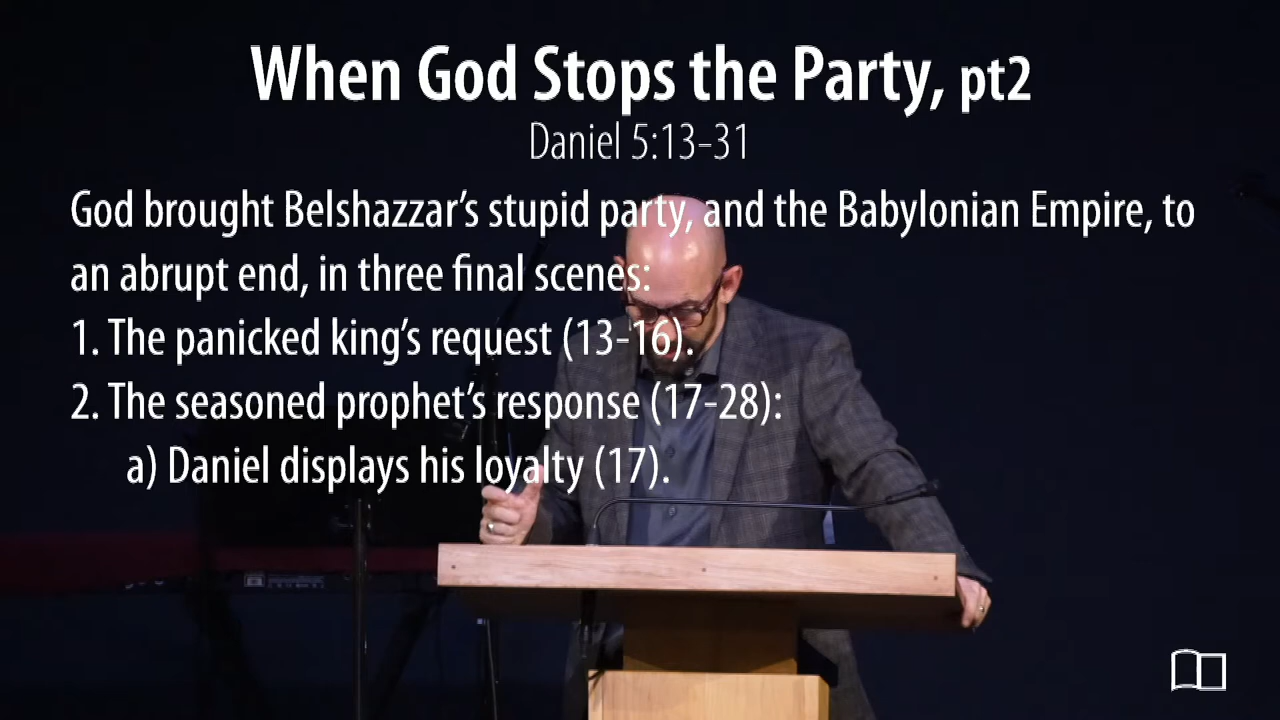 When God Stops the Party, pt2
Daniel 5:13-31
God brought Belshazzar’s stupid party, and the Babylonian Empire, to
an abrupt end, in three final scenes:
1. The panicked king’s request (13-16).
2. The seasoned prophet’s response (17-28):
a) Daniel displays his loyalty (17).